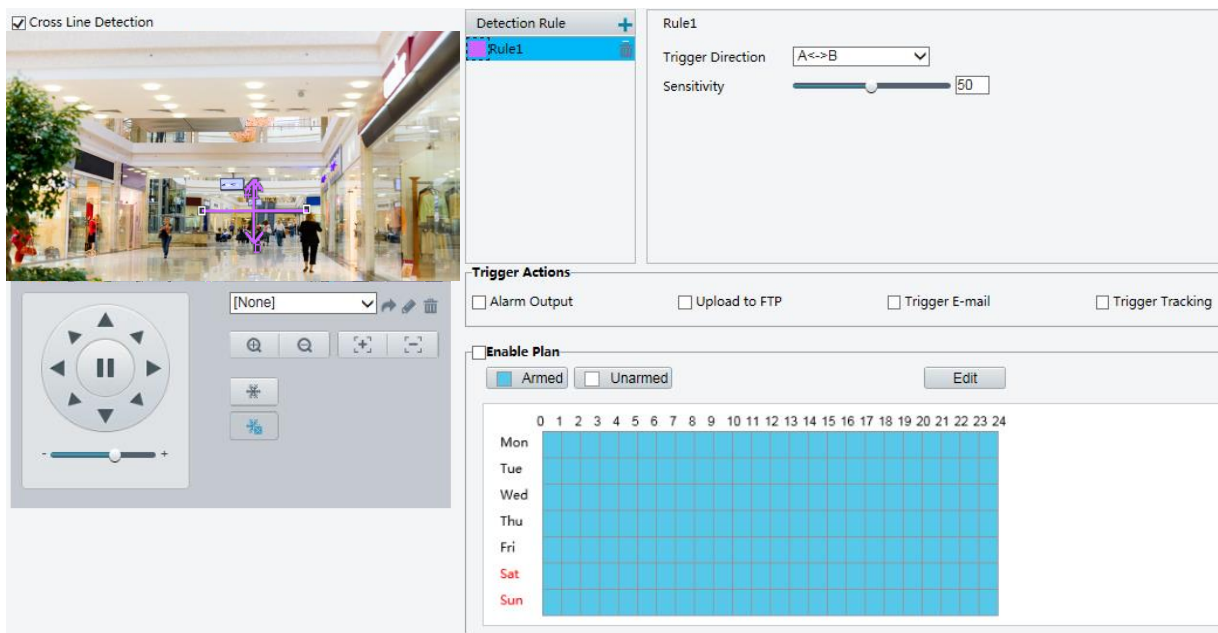 Cross Line Detection
Detection Rule +
Rule1
Rule1
Trigger Direction A<->B
Sensitivity 50
Trigger Actions
Alarm Output Upload to FTP Trigger E-mail Trigger Tracking
[None]
Enable Plan
Armed Unarmed Edit
- +
0 1 2 3 4 5 6 7 8 9 10 11 12 13 14 15 16 17 18 19 20 21 22 23 24
Mon
Tue
Wed
Thu
Fri
Sat
Sun